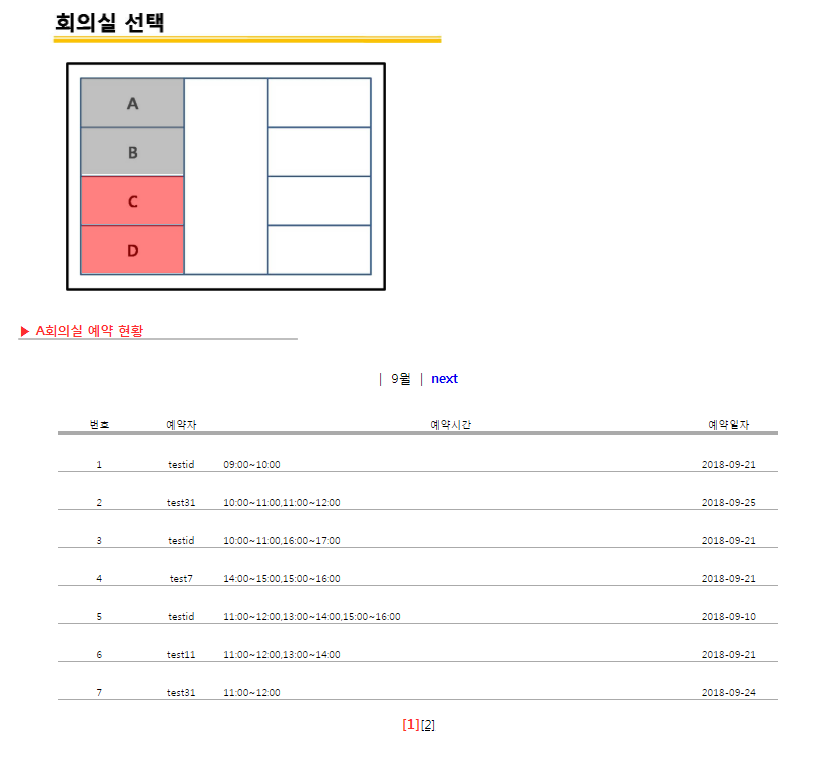 회의실 선택
A
B
C
D
▶ A회의실 예약 현황
| 9월 | next
번호 예약자 예약시간 예약일자
1 testid 09:00~10:00 2018-09-21
2 test31 10:00~11:00,11:00~12:00 2018-09-25
3 testid 10:00~11:00,16:00~17:00 2018-09-21
4 test7 14:00~15:00,15:00~16:00 2018-09-21
5 testid 11:00~12:00,13:00~14:00,15:00~16:00 2018-09-10
6 test11 11:00~12:00,13:00~14:00 2018-09-21
7 test31 11:00~12:00 2018-09-24
[1][2]